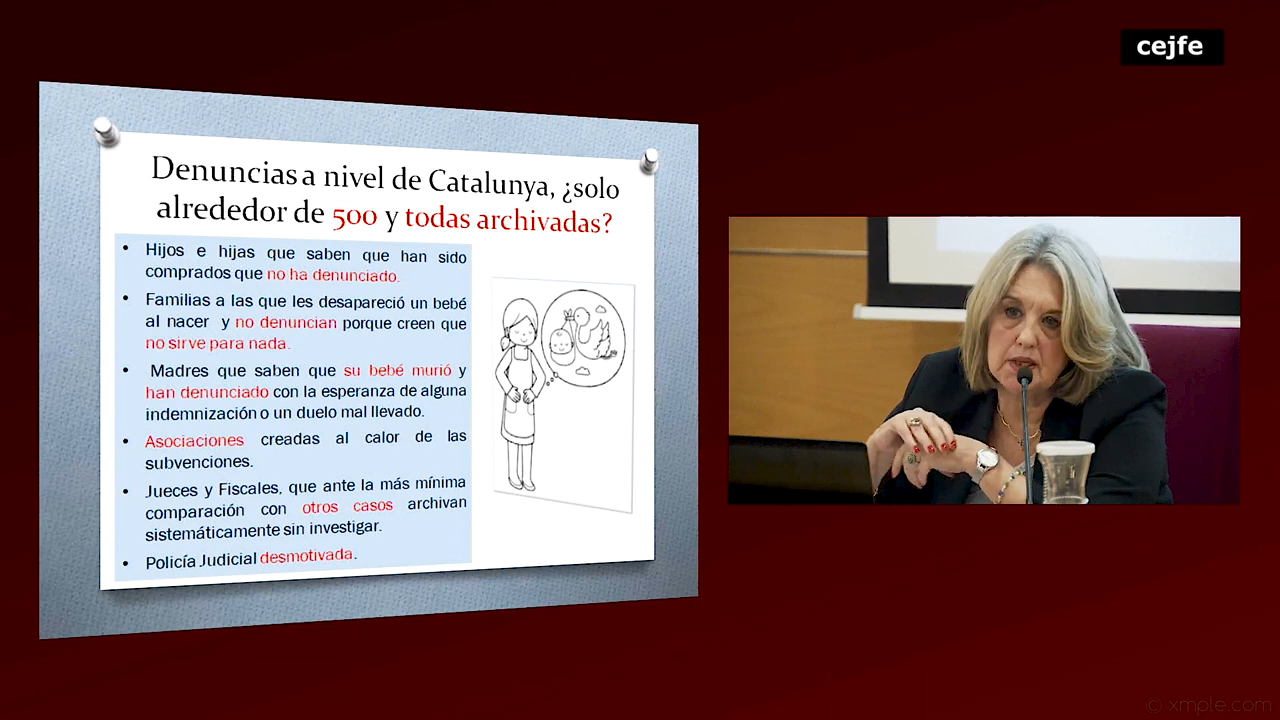 cejfe
Denuncias a nivel de Catalunya, ¿solo
alrededor de 500 y todas archivadas?
• Hijos e hijas que saben que han sido
comprados que no ha denunciado.
• Familias a las que les desapareció un bebé
al nacer y no denuncian porque creen que
no sirve para nada.
• Madres que saben que su bebé murió y
han denunciado con la esperanza de alguna
indemnización o un duelo mal llevado.
• Asociaciones creadas al calor de las
subvenciones.
• Jueces y Fiscales, que ante la más mínima
comparación con otros casos archivan
sistemáticamente sin investigar.
• Policía Judicial desmotivada.
© xmple.com